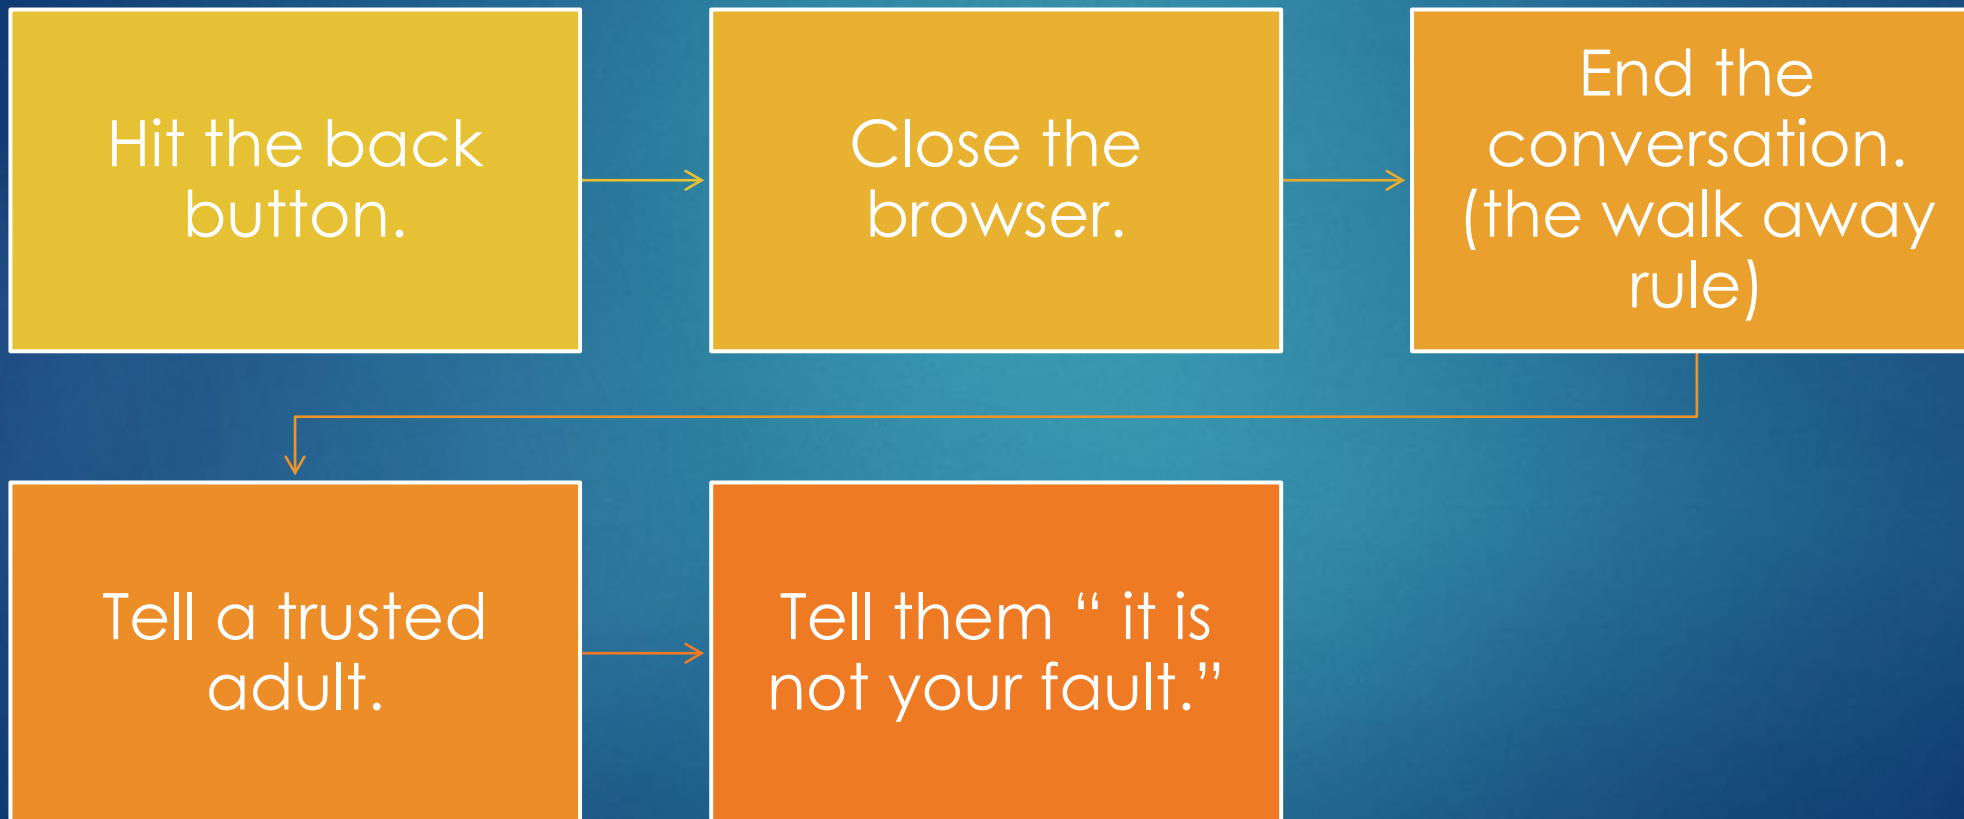 Hit the back
button.
Close the
browser.
End the
conversation.
(the walk away
rule)
Tell a trusted
adult.
Tell them “ it is
not your fault.”